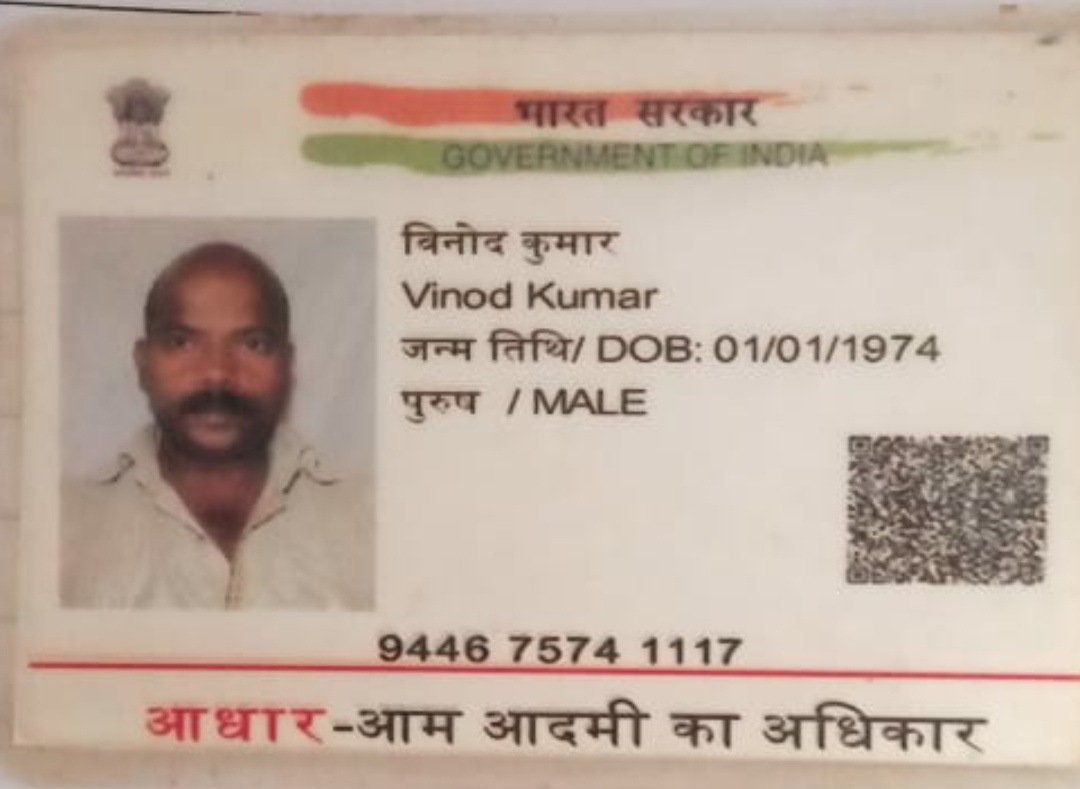 भारत सरकार
GOVERNMENT OF INDIA
विनोद कुमार
Vinod Kumar
जन्म तिथि/ DOB: 01/01/1974
पुरुष / MALE
9446 7574 1117
आधार-आम आदमी का अधिकार